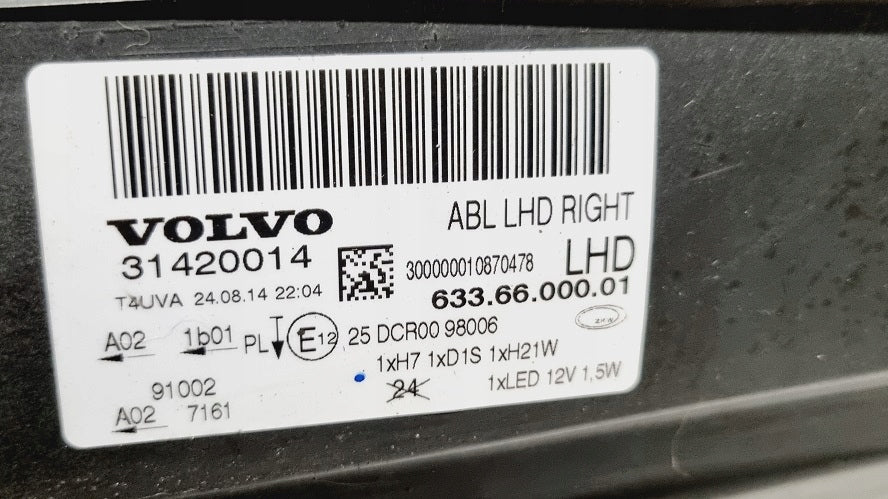 VOLVO
ABL LHD RIGHT
31420014
300000010870478
LHD
T4UVA 24.08.14 22:04
633.66.000.01
A02 1b01 PL E12 25 DCR00 98006
ZKW
1xH7 1xD1S 1xH21W
91002
24
1xLED 12V 1,5W
A02 7161